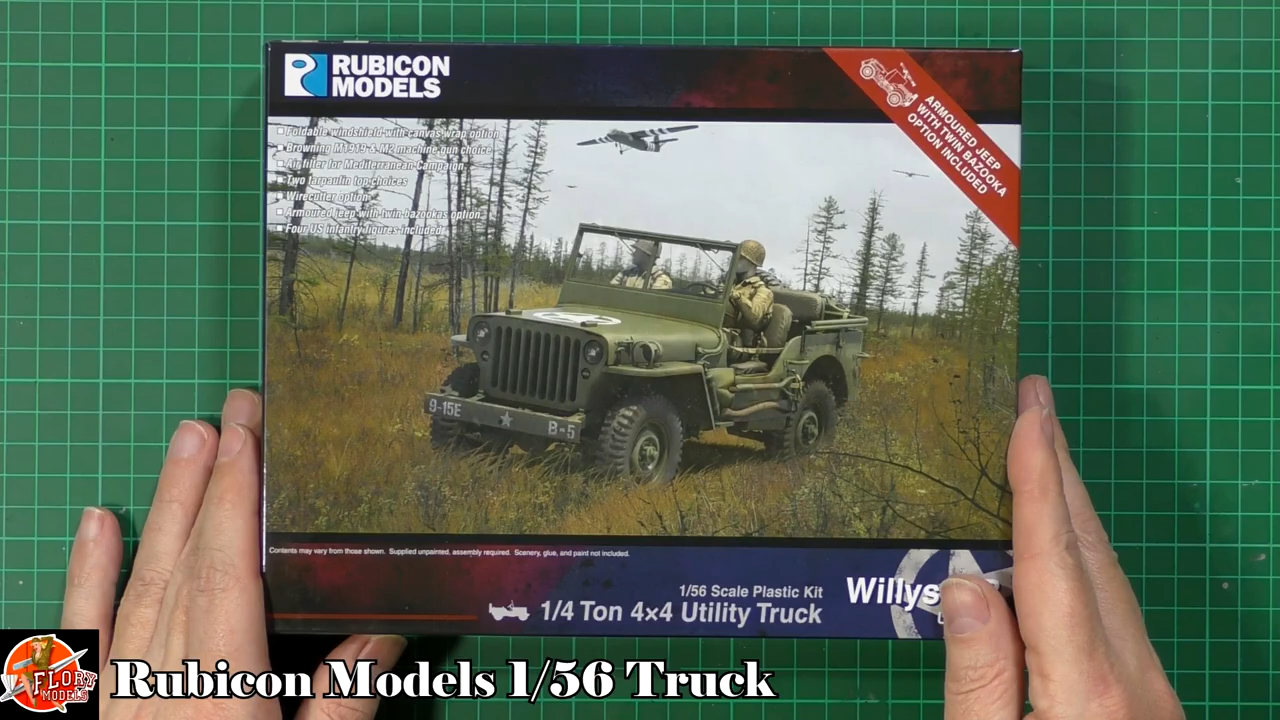 RUBICON
MODELS
ARMOURED JEEP
WITH TWIN BAZOOKA
OPTION INCLUDED
Foldable windshield with canvas wrap option
Browning M1919 & M2 machine gun choice
Air filter for Mediterranean Campaign
Two tarpaulin top choices
Wirecutter option
Armoured jeep with twin-bazookas option
Four US infantry figures included
9-15E
B-5
Contents may vary from those shown. Supplied unpainted, assembly required. Scenery, glue, and paint not included.
1/56 Scale Plastic Kit
1/4 Ton 4x4 Utility Truck
Willys
FLORY
MODELS
Rubicon Models 1/56 Truck